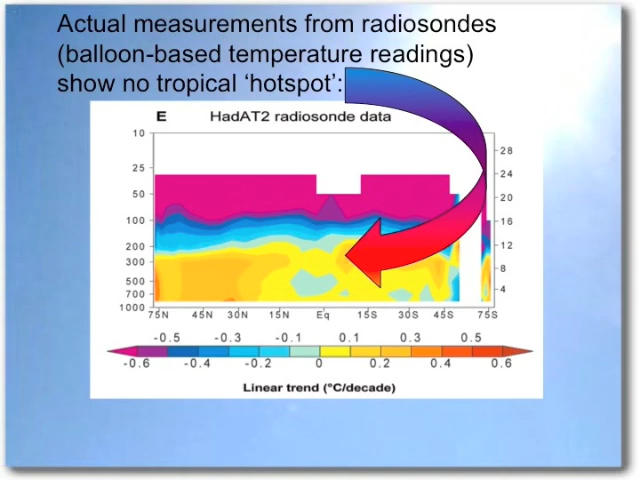 Actual measurements from radiosondes
(balloon-based temperature readings)
show no tropical ‘hotspot’:
E HadAT2 radiosonde data
10
25
50
100
200
300
500
700
1000
28
24
20
16
12
8
4
75N 45N 30N 15N Eq 15S 30S 45S 75S
-0.5 -0.3 -0.1 0.1 0.3 0.5
-0.6 -0.4 -0.2 0 0.2 0.4 0.6
Linear trend (°C/decade)